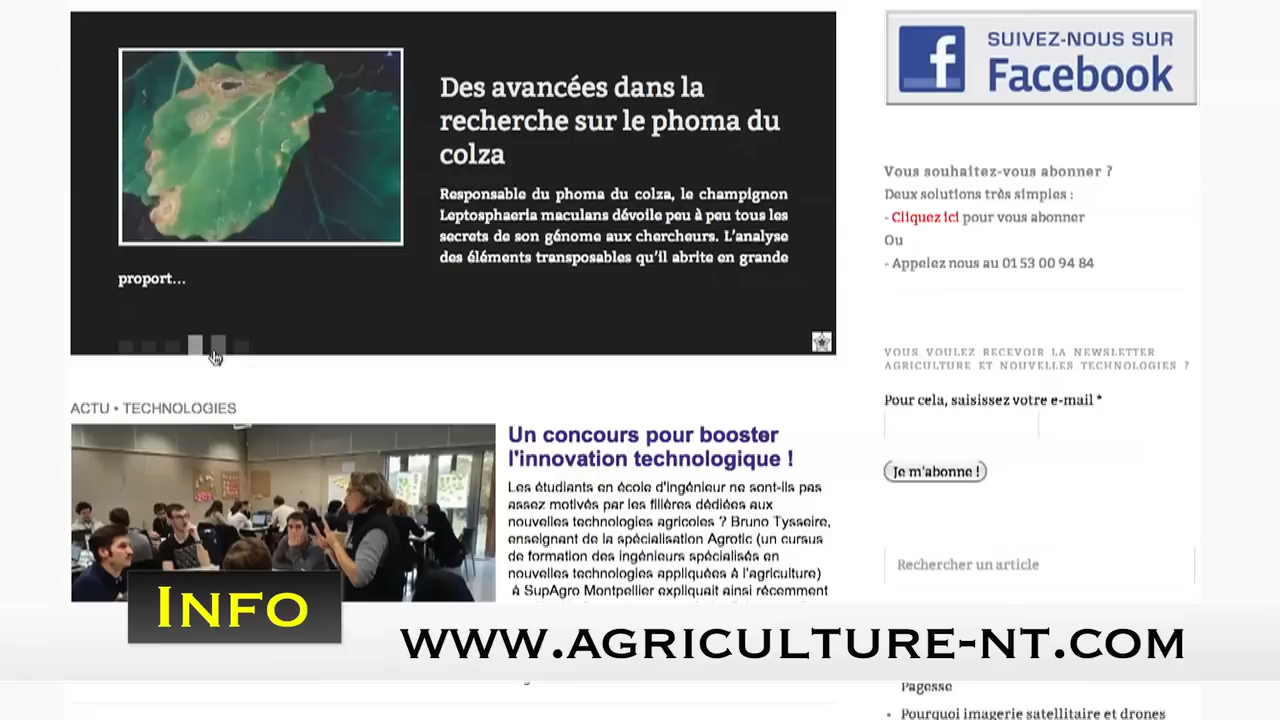 Des avancées dans la
recherche sur le phoma du
colza
Responsable du phoma du colza, le champignon
Leptosphaeria maculans dévoile peu à peu tous les
secrets de son génome aux chercheurs. L'analyse
des éléments transposables qu'il abrite en grande
proport...
ACTU • TECHNOLOGIES
Un concours pour booster
l'innovation technologique !
Les étudiants en école d'ingénieur ne sont-ils pas
assez motivés par les filières dédiées aux
nouvelles technologies agricoles ? Bruno Tysseire,
enseignant de la spécialisation Agrotic (un cursus
de formation des ingénieurs spécialisés en
nouvelles technologies appliquées à l'agriculture)
à SupAgro Montpellier expliquait ainsi récemment
SUIVEZ-NOUS SUR
Facebook
Vous souhaitez-vous abonner ?
Deux solutions très simples :
- Cliquez ici pour vous abonner
Ou
- Appelez nous au 01 53 00 94 84
VOUS VOULEZ RECEVOIR LA NEWSLETTER
AGRICULTURE ET NOUVELLES TECHNOLOGIES ?
Pour cela, saisissez votre e-mail *
Je m'abonne !
Rechercher un article
INFO
WWW.AGRICULTURE-NT.COM
Pagesse
• Pourquoi imagerie satellitaire et drones